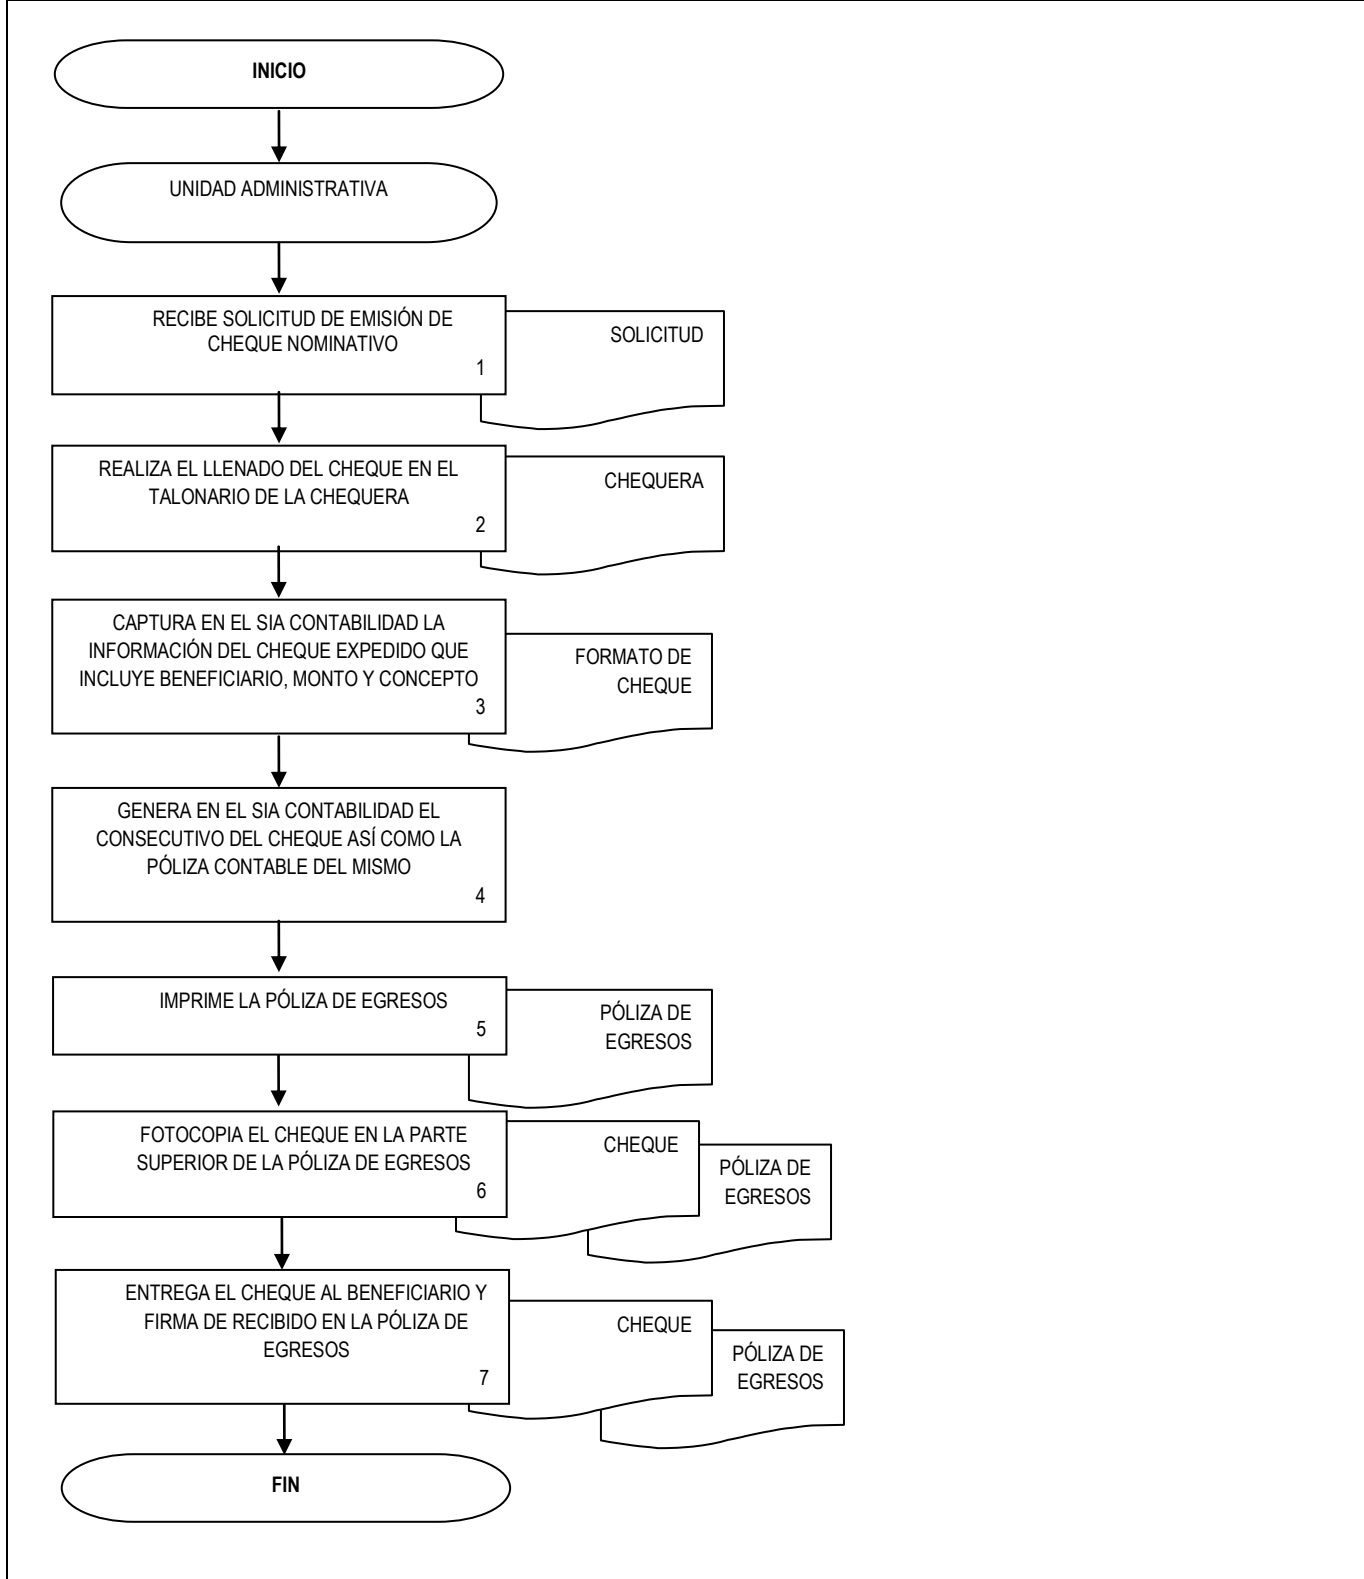 INICIO
UNIDAD ADMINISTRATIVA
RECIBE SOLICITUD DE EMISIÓN DE
CHEQUE NOMINATIVO
1
SOLICITUD
REALIZA EL LLENADO DEL CHEQUE EN EL
TALONARIO DE LA CHEQUERA
2
CHEQUERA
CAPTURA EN EL SIA CONTABILIDAD LA
INFORMACIÓN DEL CHEQUE EXPEDIDO QUE
INCLUYE BENEFICIARIO, MONTO Y CONCEPTO
3
FORMATO DE
CHEQUE
GENERA EN EL SIA CONTABILIDAD EL
CONSECUTIVO DEL CHEQUE ASÍ COMO LA
PÓLIZA CONTABLE DEL MISMO
4
IMPRIME LA PÓLIZA DE EGRESOS
5
PÓLIZA DE
EGRESOS
FOTOCOPIA EL CHEQUE EN LA PARTE
SUPERIOR DE LA PÓLIZA DE EGRESOS
6
CHEQUE
PÓLIZA DE
EGRESOS
ENTREGA EL CHEQUE AL BENEFICIARIO Y
FIRMA DE RECIBIDO EN LA PÓLIZA DE
EGRESOS
7
CHEQUE
PÓLIZA DE
EGRESOS
FIN